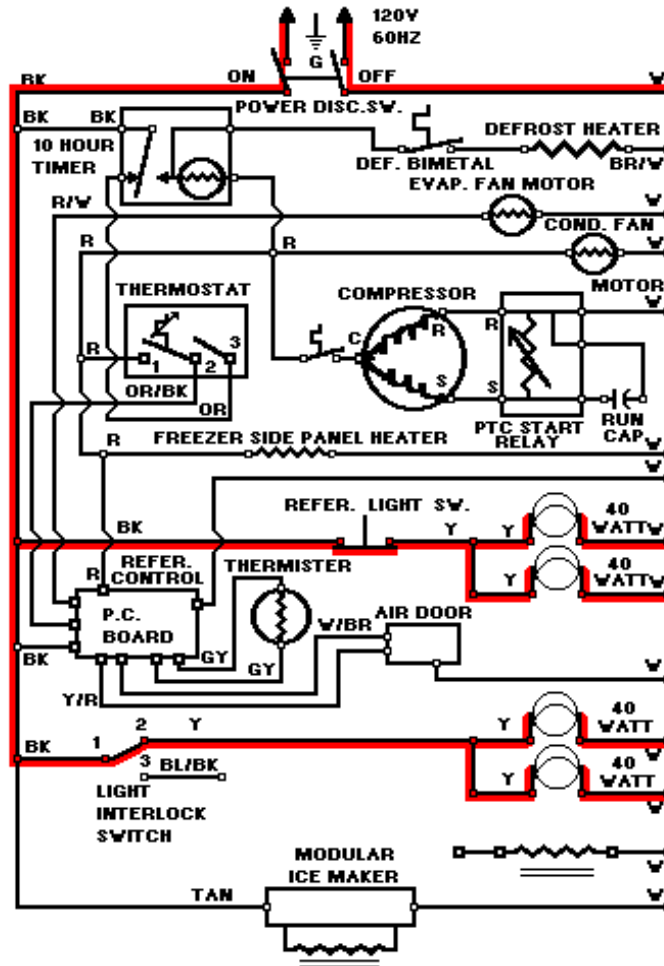 120V
60HZ
G
BK ON OFF W
POWER DISC.SW.
BK BK
10 HOUR
TIMER
DEFROST HEATER
DEF. BIMETAL BR/W
EVAP. FAN MOTOR
R/W W
COND. FAN
R R W
MOTOR
THERMOSTAT COMPRESSOR W
3
C R R
R 1 2
OR/BK
S S
OR
PTC START
RELAY
RUN
CAP
R FREEZER SIDE PANEL HEATER W
W
REFER. LIGHT SW.
BK Y Y 40
WATT W
REFER.
CONTROL
THERMISTER
Y 40
WATT W
R
P.C.
BOARD
W/BR AIR DOOR
GY
BK GY
Y/R W
2 Y Y 40
WATT W
BK 1
3 BL/BK
Y 40
WATT W
LIGHT
INTERLOCK
SWITCH
MODULAR
ICE MAKER
W
TAN W